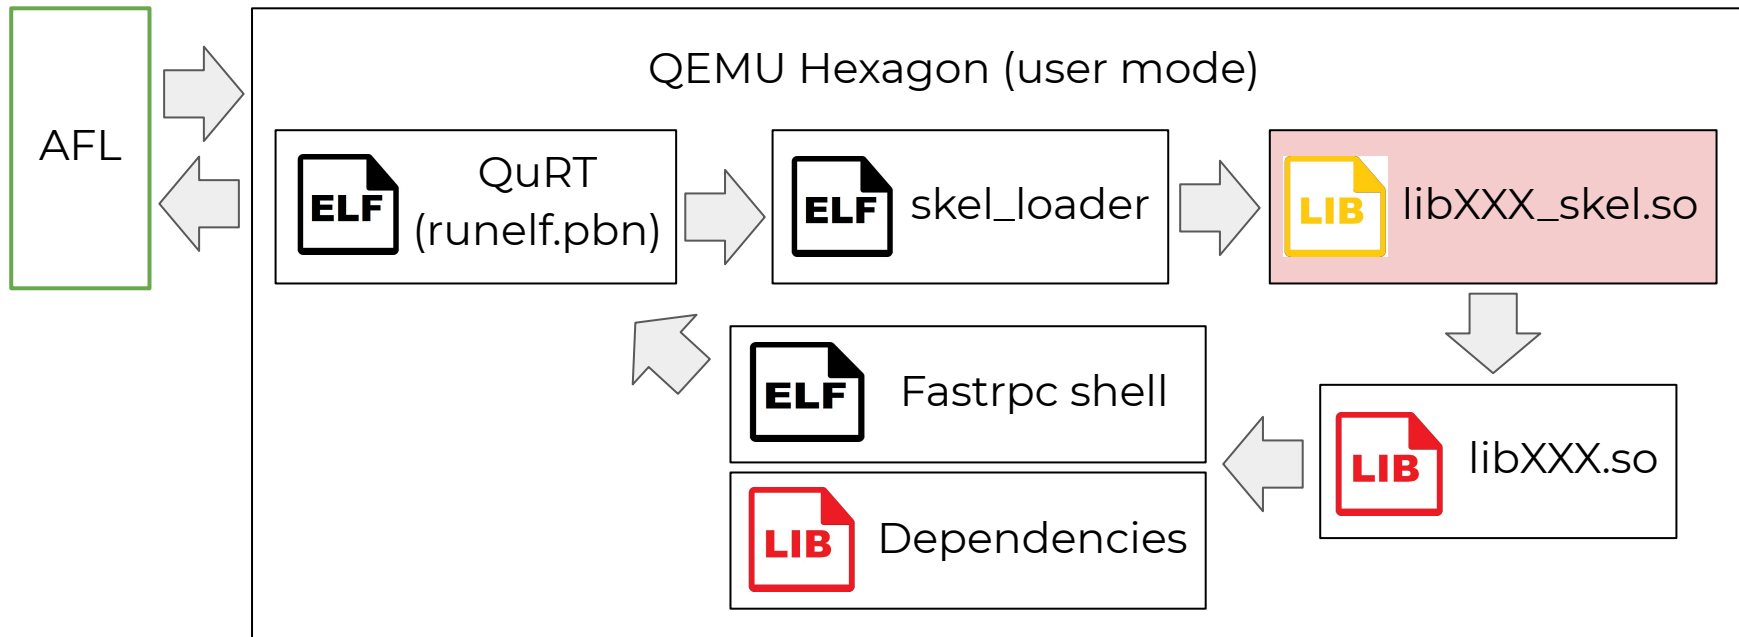 AFL
QEMU Hexagon (user mode)
ELF
QuRT
(runelf.pbn)
ELF
skel_loader
LIB
libXXX_skel.so
ELF
Fastrpc shell
LIB
libXXX.so
LIB
Dependencies